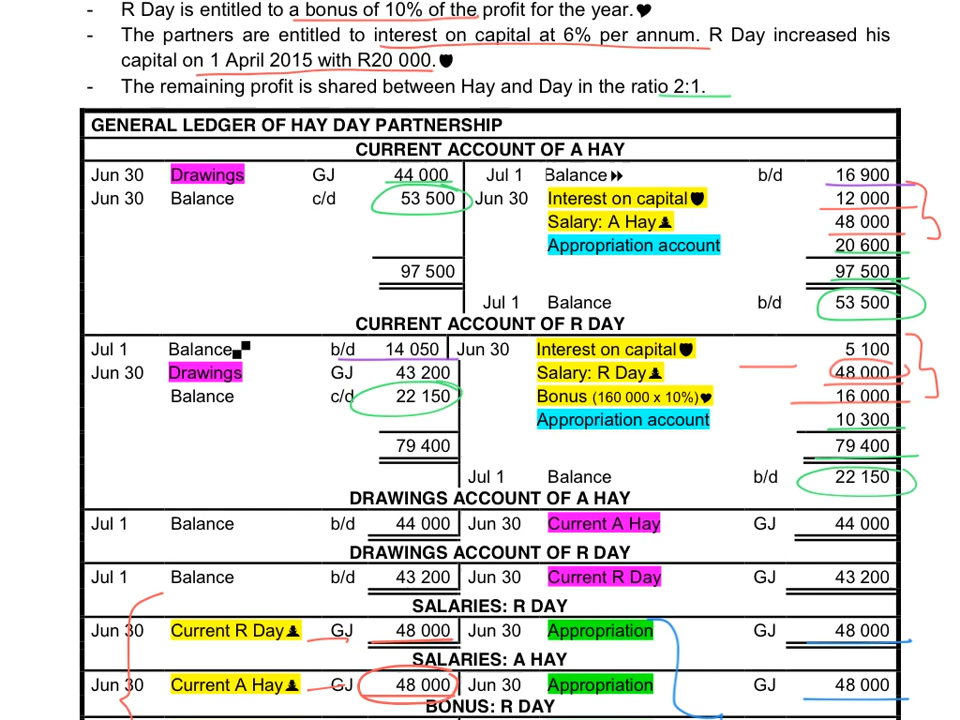 - R Day is entitled to a bonus of 10% of the profit for the year.♥
- The partners are entitled to interest on capital at 6% per annum. R Day increased his
capital on 1 April 2015 with R20 000.
- The remaining profit is shared between Hay and Day in the ratio 2:1.
GENERAL LEDGER OF HAY DAY PARTNERSHIP
CURRENT ACCOUNT OF A HAY
Jun 30 Drawings GJ 44 000 Jul 1 Balance b/d 16 900
Jun 30 Balance c/d 53 500 Jun 30 Interest on capital 12 000
Salary: A Hay 48 000
Appropriation account 20 600
97 500 97 500
Jul 1 Balance b/d 53 500
CURRENT ACCOUNT OF R DAY
Jul 1 Balance b/d 14 050 Jun 30 Interest on capital 5 100
Jun 30 Drawings GJ 43 200 Salary: R Day 48 000
Balance c/d 22 150 Bonus (160 000 x 10%)♥ 16 000
Appropriation account 10 300
79 400 79 400
Jul 1 Balance b/d 22 150
DRAWINGS ACCOUNT OF A HAY
Jul 1 Balance b/d 44 000 Jun 30 Current A Hay GJ 44 000
DRAWINGS ACCOUNT OF R DAY
Jul 1 Balance b/d 43 200 Jun 30 Current R Day GJ 43 200
SALARIES: R DAY
Jun 30 Current R Day GJ 48 000 Jun 30 Appropriation GJ 48 000
SALARIES: A HAY
Jun 30 Current A Hay GJ 48 000 Jun 30 Appropriation GJ 48 000
BONUS: R DAY